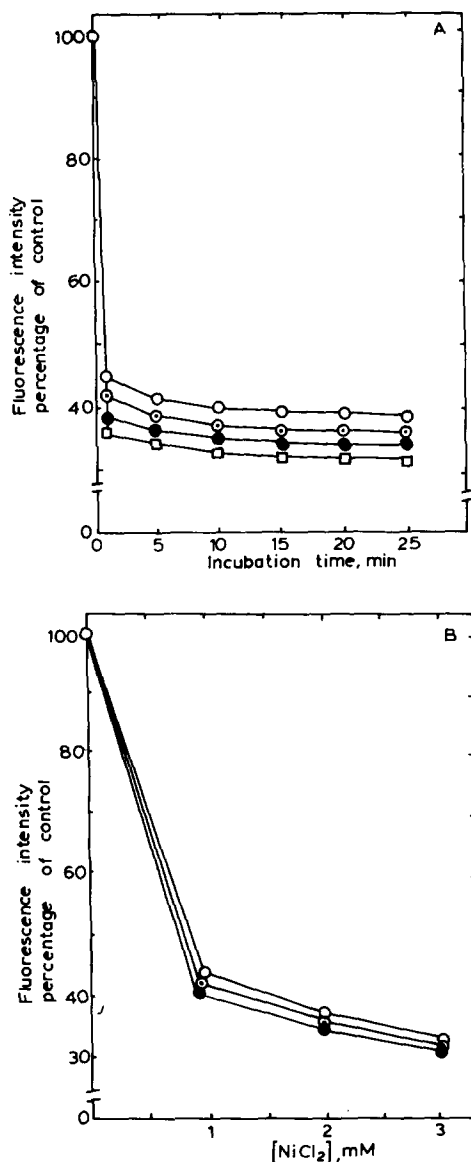 A
100
80
60
40
0
Fluorescence intensity
percentage of control
0 5 10 15 20 25
Incubation time, min
B
100
80
60
40
30
0
Fluorescence intensity
percentage of control
1 2 3
[NiCl2], mM